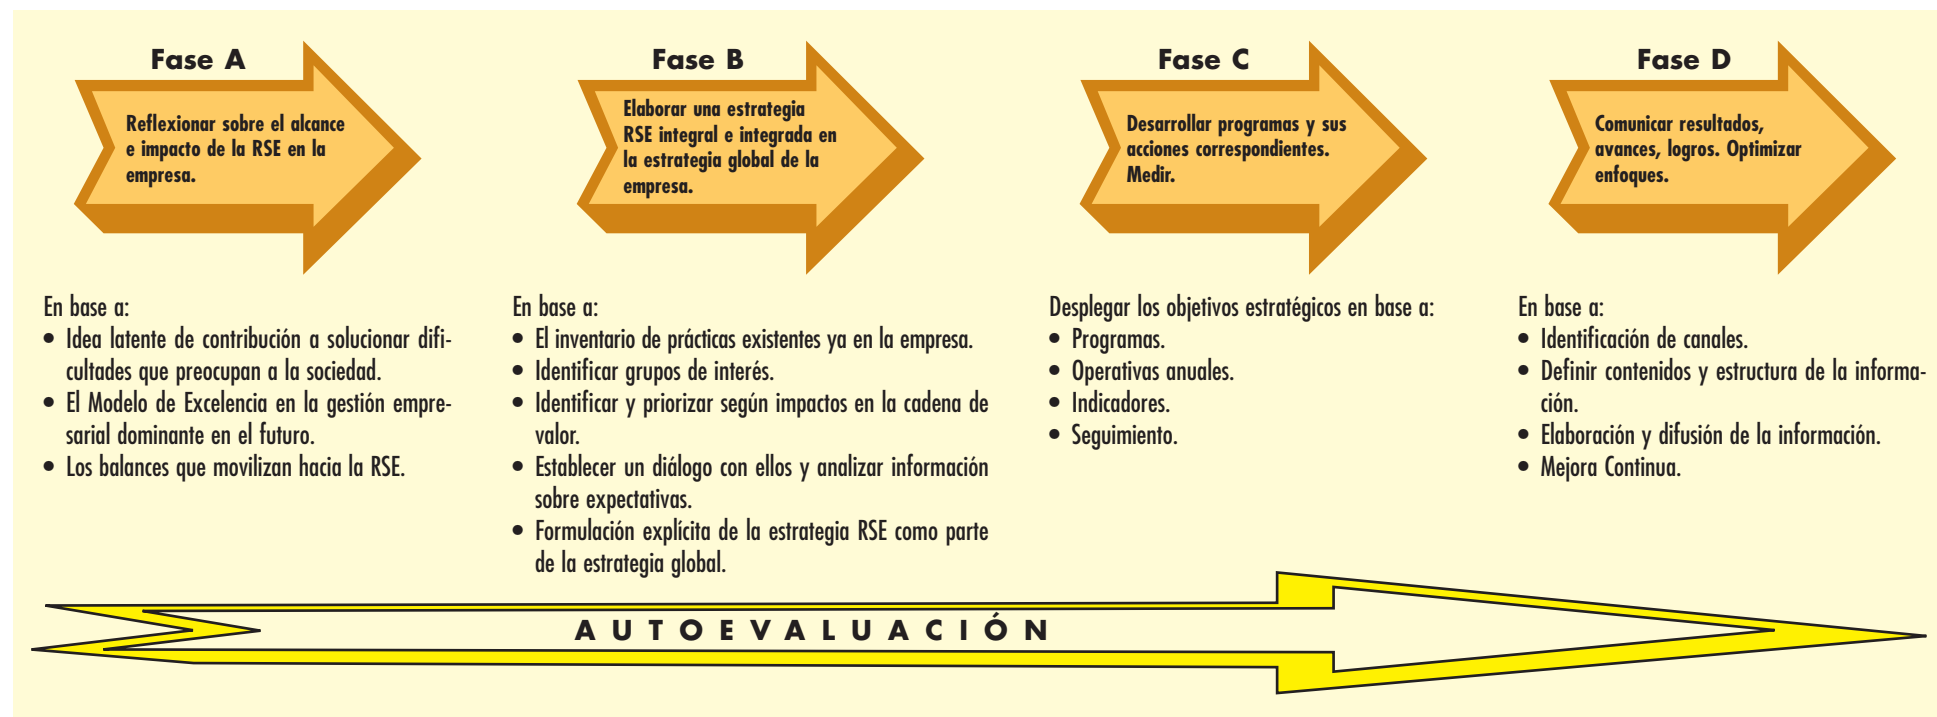 Fase A
Reflexionar sobre el alcance
e impacto de la RSE en la
empresa.
En base a:
• Idea latente de contribución a solucionar difi-
cultades que preocupan a la sociedad.
• El Modelo de Excelencia en la gestión empre-
sarial dominante en el futuro.
• Los balances que movilizan hacia la RSE.
Fase B
Elaborar una estrategia
RSE integral e integrada en
la estrategia global de la
empresa.
En base a:
• El inventario de prácticas existentes ya en la empresa.
• Identificar grupos de interés.
• Identificar y priorizar según impactos en la cadena de
valor.
• Establecer un diálogo con ellos y analizar información
sobre expectativas.
• Formulación explícita de la estrategia RSE como parte
de la estrategia global.
Fase C
Desarrollar programas y sus
acciones correspondientes.
Medir.
Desplegar los objetivos estratégicos en base a:
• Programas.
• Operativas anuales.
• Indicadores.
• Seguimiento.
Fase D
Comunicar resultados,
avances, logros. Optimizar
enfoques.
En base a:
• Identificación de canales.
• Definir contenidos y estructura de la informa-
ción.
• Elaboración y difusión de la información.
• Mejora Continua.
AUTOEVALUACIÓN